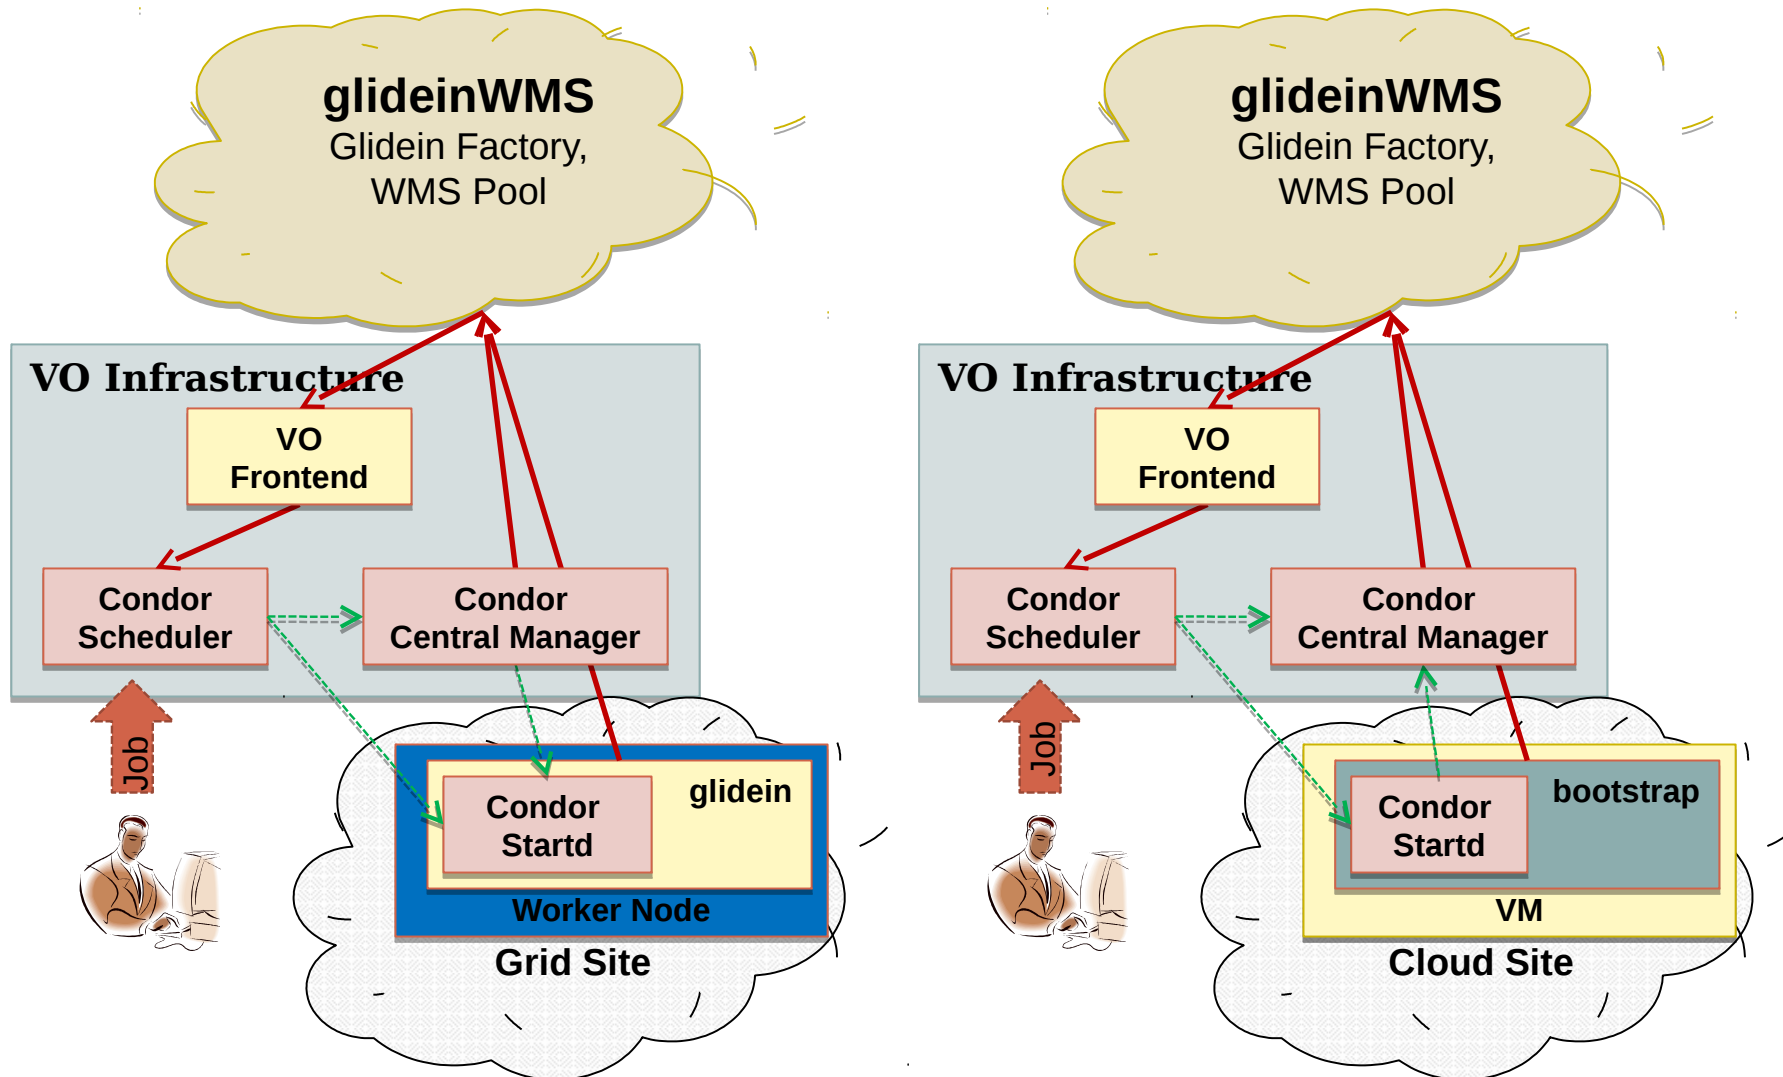 glideinWMS
Glidein Factory,
WMS Pool
VO Infrastructure
VO
Frontend
Condor
Scheduler
Condor
Central Manager
Job
glidein
Condor
Startd
Worker Node
Grid Site
glideinWMS
Glidein Factory,
WMS Pool
VO Infrastructure
VO
Frontend
Condor
Scheduler
Condor
Central Manager
Job
bootstrap
Condor
Startd
VM
Cloud Site